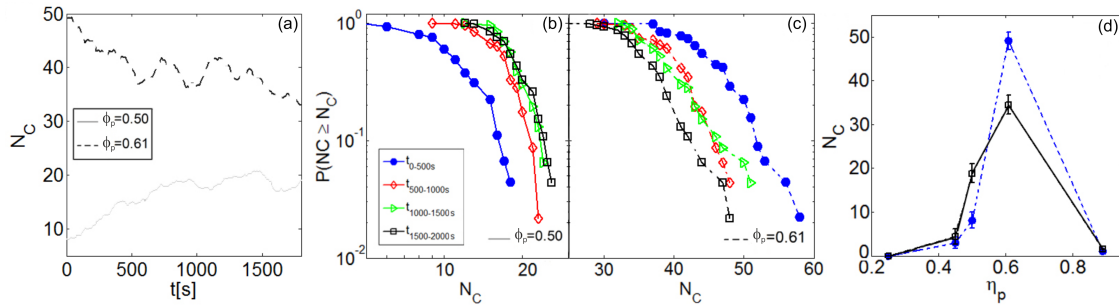 (a)
50
40
30
20
10
N_C
ϕ_p=0.50
ϕ_p=0.61
0
500
1000
1500
t[s]
(b)
10^0
10^-1
10^-2
P(NC ≥ N_C)
t_0-500s
t_500-1000s
t_1000-1500s
t_1500-2000s
ϕ_p=0.50
10
20
N_C
(c)
ϕ_p=0.61
30
40
50
60
N_C
(d)
50
40
30
20
10
0
N_C
0.2
0.4
0.6
0.8
η_p